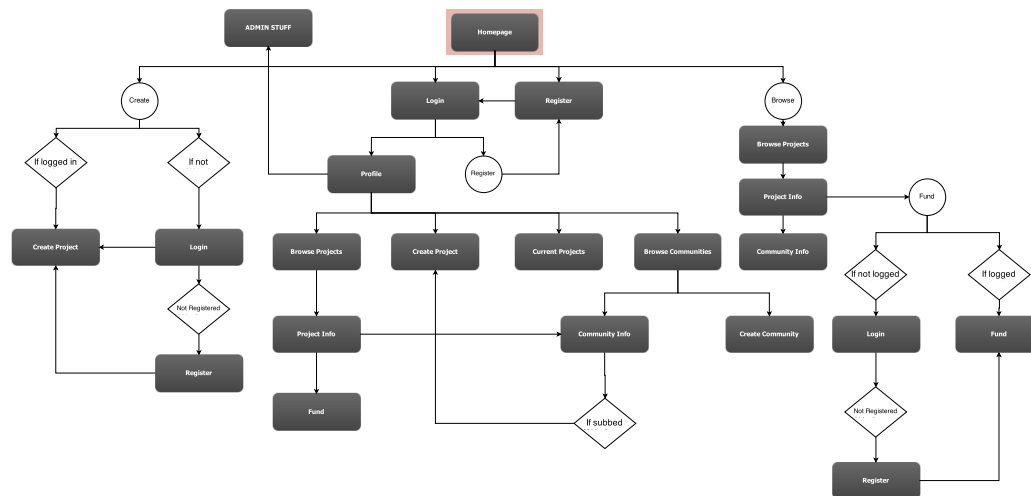 ADMIN STUFF
Homepage
Create
Login
Register
Browse
If logged in
If not
Profile
Register
Browse Projects
Project Info
Fund
Create Project
Login
Browse Projects
Create Project
Current Projects
Browse Communities
Community Info
If not logged
If logged
Not Registered
Project Info
Community Info
Create Community
Login
Fund
Register
Fund
If subbed
Not Registered
Register